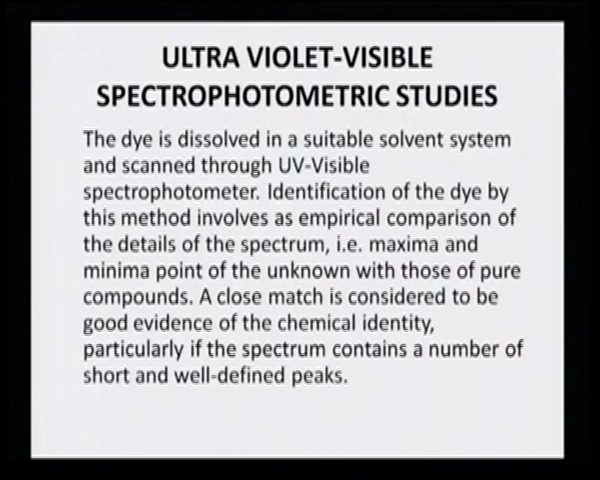 ULTRA VIOLET-VISIBLE
SPECTROPHOTOMETRIC STUDIES
The dye is dissolved in a suitable solvent system
and scanned through UV-Visible
spectrophotometer. Identification of the dye by
this method involves as empirical comparison of
the details of the spectrum, i.e. maxima and
minima point of the unknown with those of pure
compounds. A close match is considered to be
good evidence of the chemical identity,
particularly if the spectrum contains a number of
short and well-defined peaks.